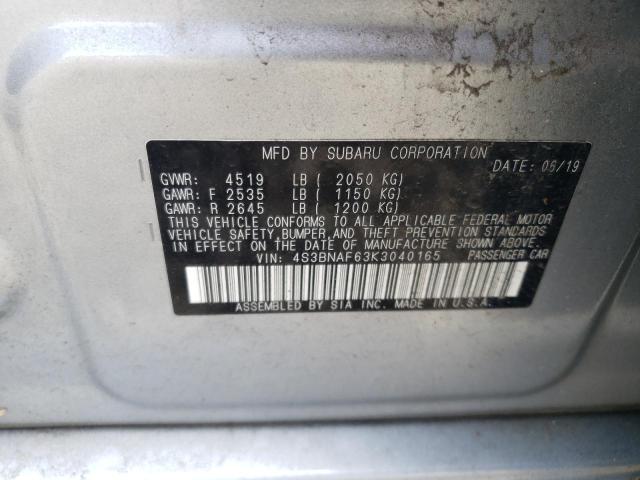 MFD BY SUBARU CORPORATION
DATE: 05/19
GVWR: 4519 LB ( 2050 KG)
GAWR: F 2535 LB ( 1150 KG)
GAWR: R 2645 LB ( 1200 KG)
THIS VEHICLE CONFORMS TO ALL APPLICABLE FEDERAL MOTOR
VEHICLE SAFETY,BUMPER,AND THEFT PREVENTION STANDARDS
IN EFFECT ON THE DATE OF MANUFACTURE SHOWN ABOVE.
VIN: 4S3BNAF63K3040165 PASSENGER CAR
ASSEMBLED BY SIA INC. MADE IN U.S.A.